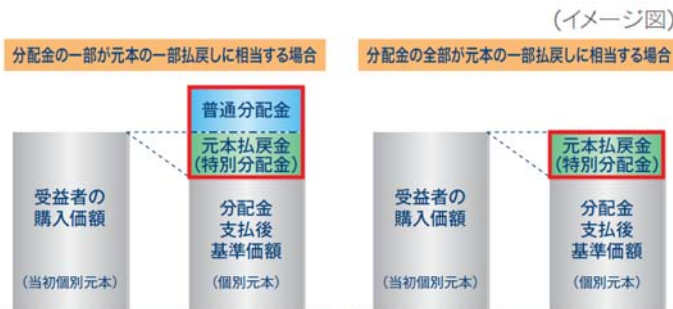 (イメージ図)
分配金の一部が元本の一部払戻しに相当する場合
普通分配金
元本払戻金
(特別分配金)
受益者の
購入価額
(当初個別元本)
分配金
支払後
基準価額
(個別元本)
分配金の全部が元本の一部払戻しに相当する場合
元本払戻金
(特別分配金)
受益者の
購入価額
(当初個別元本)
分配金
支払後
基準価額
(個別元本)